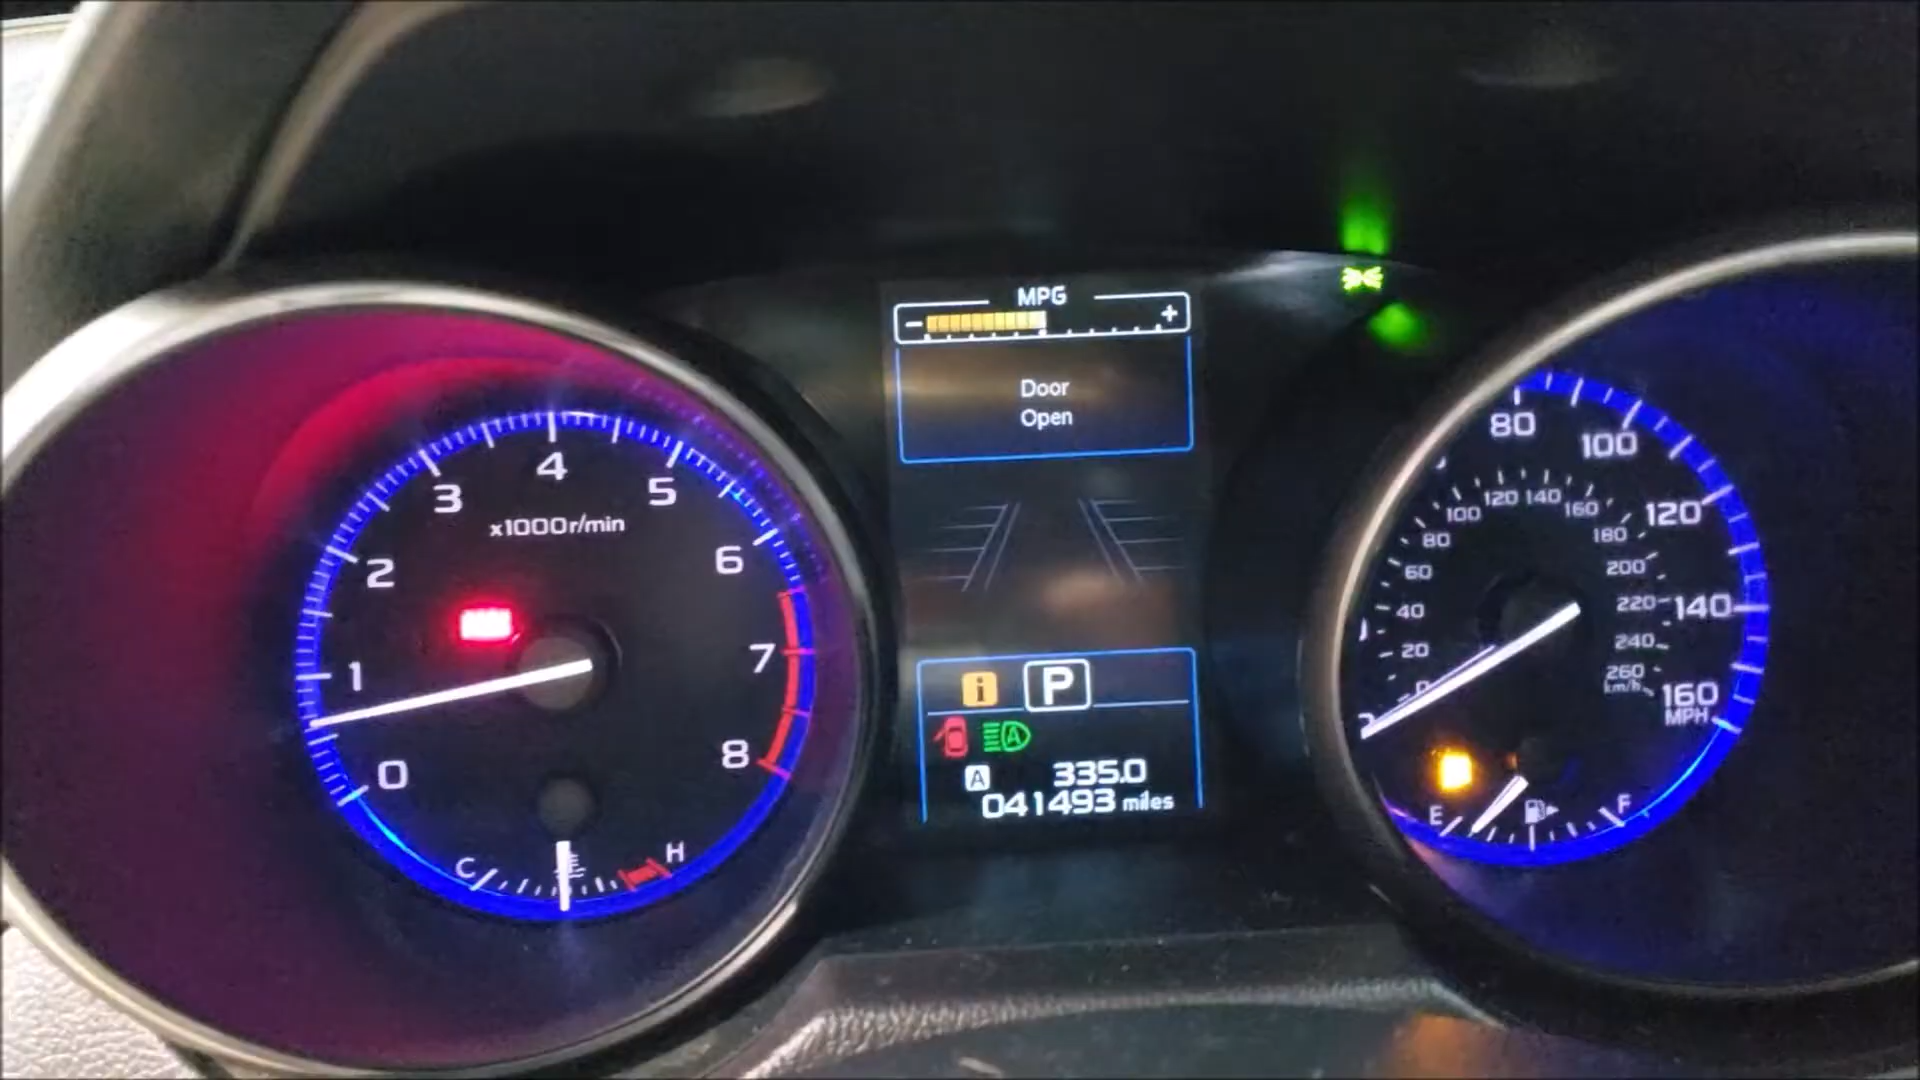 MPG
- +
Door
Open
x1000r/min
0
1
2
3
4
5
6
7
8
C H
i P
A
A 335.0
041493 miles
80
100
120
140
160
MPH
0
20
40
60
80
100
120
140
160
180
200
220
240
260
km/h
E F